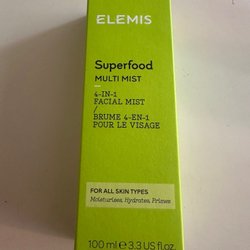 ELEMIS
Superfood
MULTI MIST
4-IN-1
FACIAL MIST
/
BRUME 4-EN-1
POUR LE VISAGE
FOR ALL SKIN TYPES
Moisturises, Hydrates, Primes
100 ml ℮ 3.3 US fl.oz.